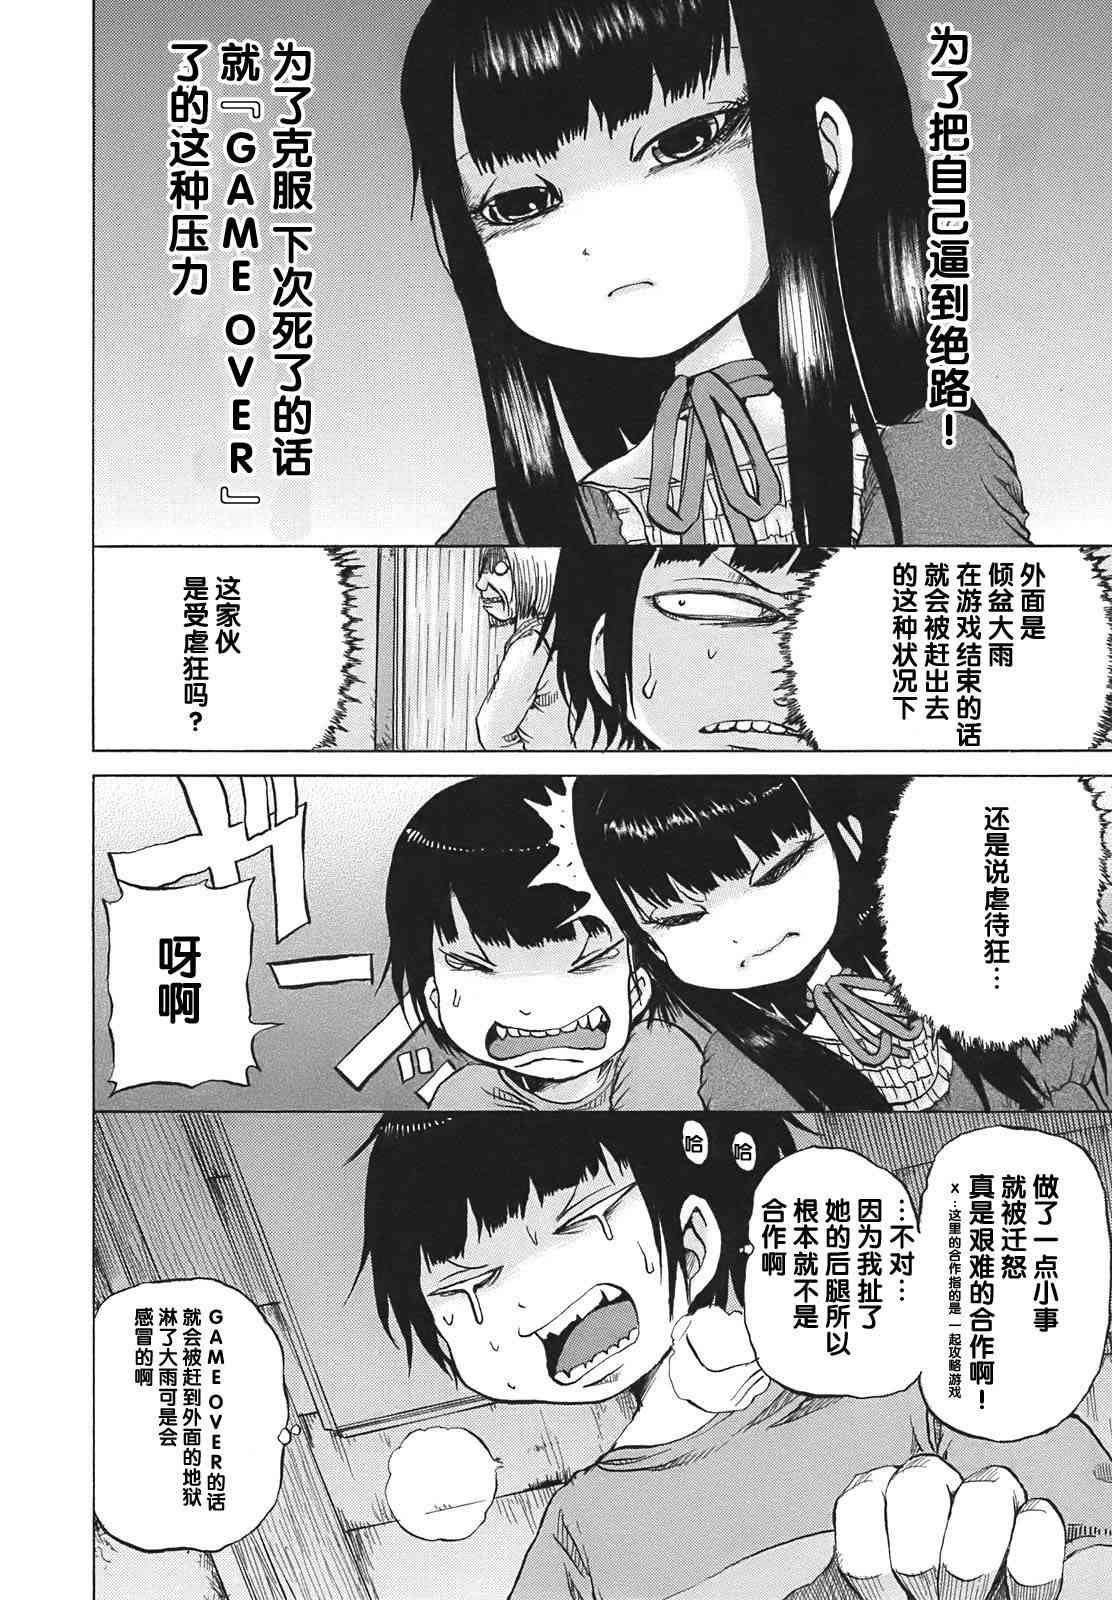 为了把自己逼到绝路！
为了克服 下次死了的话
就『GAME OVER』
了的这种压力
外面是
倾盆大雨
在游戏结束的话
就会被赶出去
的这种状况下
这家伙
是受虐狂吗？
还是说虐待狂…
呀啊
做了一点小事
就被迁怒
真是艰难的合作啊！
x：这里的合作指的是 一起攻略游戏
哈
哈
…不对…
因为我扯了
她的后腿所以
根本就不是
合作啊
GAME OVER的话
就会被赶到外面的地狱
淋了大雨可是会
感冒的啊